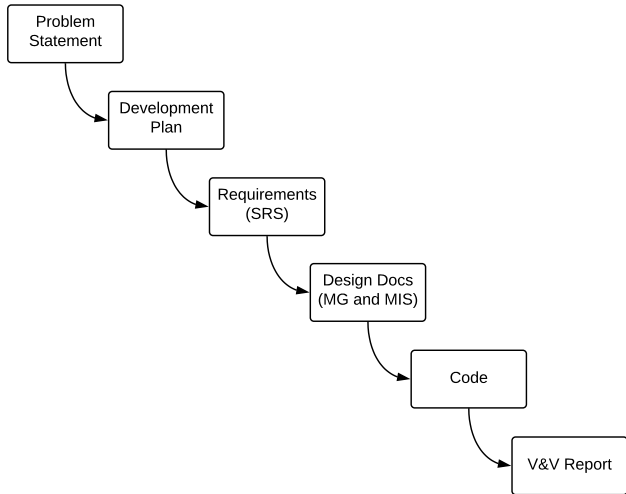 Problem
Statement
Development
Plan
Requirements
(SRS)
Design Docs
(MG and MIS)
Code
V&V Report